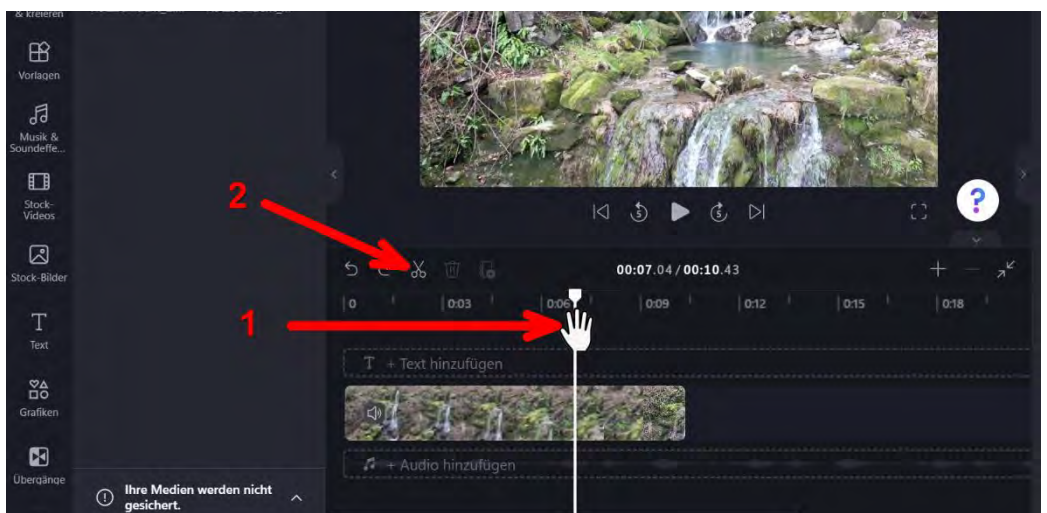 & kreieren
Vorlagen
Musik &
Soundeffe...
Stock-
Videos
Stock-Bilder
T
Text
Grafiken
Übergänge
Ihre Medien werden nicht
gesichert.
2
1
5
5
?
00:07.04 / 00:10.43
0
0:03
0:06
0:09
0:12
0:15
0:18
T + Text hinzufügen
+ Audio hinzufügen